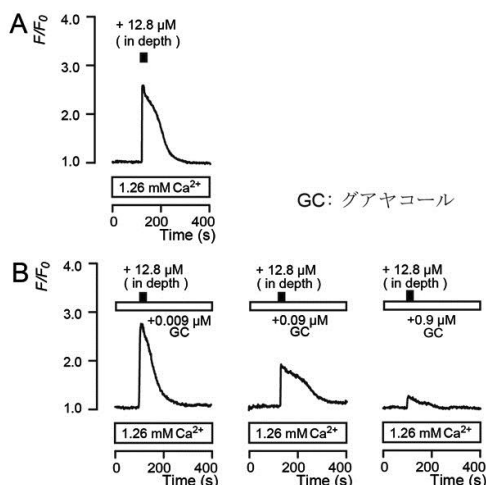 A
F/F0
4.0
3.0
2.0
1.0
+ 12.8 µM
( in depth )
1.26 mM Ca²⁺
0 200 400
Time (s)
GC: グアヤコール
B
F/F0
4.0
3.0
2.0
1.0
+ 12.8 µM + 12.8 µM + 12.8 µM
( in depth ) ( in depth ) ( in depth )
+0.009 µM +0.09 µM +0.9 µM
GC GC GC
1.26 mM Ca²⁺ 1.26 mM Ca²⁺ 1.26 mM Ca²⁺
0 200 400 0 200 400 0 200 400
Time (s) Time (s) Time (s)